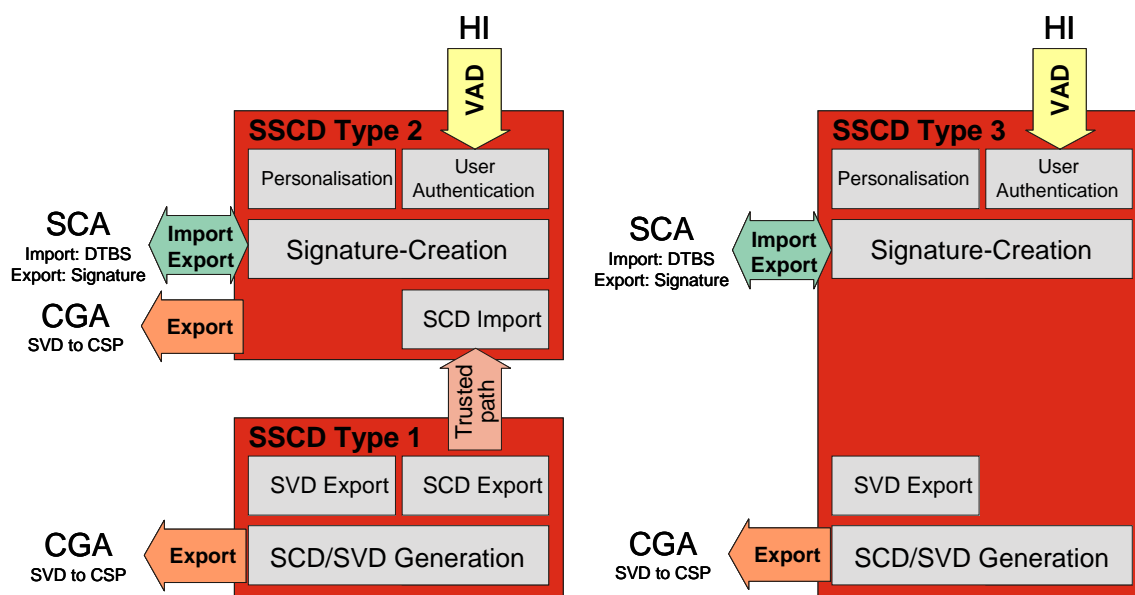 HI
VAD
SSCD Type 2
Personalisation
User
Authentication
SCA
Import: DTBS
Export: Signature
Import
Export
Signature-Creation
CGA
SVD to CSP
Export
SCD Import
Trusted
path
SSCD Type 1
SVD Export
SCD Export
CGA
SVD to CSP
Export
SCD/SVD Generation
HI
VAD
SSCD Type 3
Personalisation
User
Authentication
SCA
Import: DTBS
Export: Signature
Import
Export
Signature-Creation
SVD Export
CGA
SVD to CSP
Export
SCD/SVD Generation